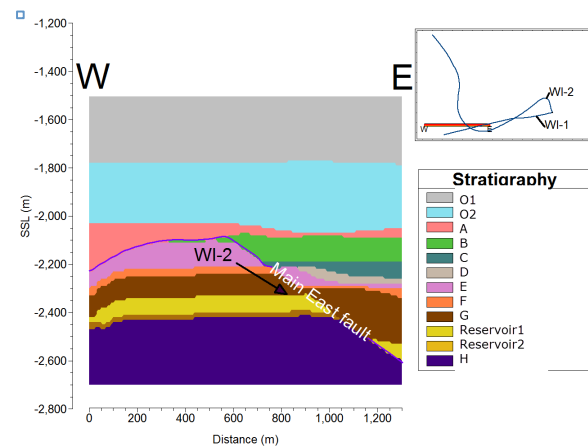 -1,200
-1,400
-1,600
-1,800
-2,000
-2,200
-2,400
-2,600
-2,800
SSL (m)
W
E
WI-2
Main East fault
0
200
400
600
800
1,000
1,200
Distance (m)
WI-2
WI-1
W
E
Stratigraphy
O1
O2
A
B
C
D
E
F
G
Reservoir1
Reservoir2
H